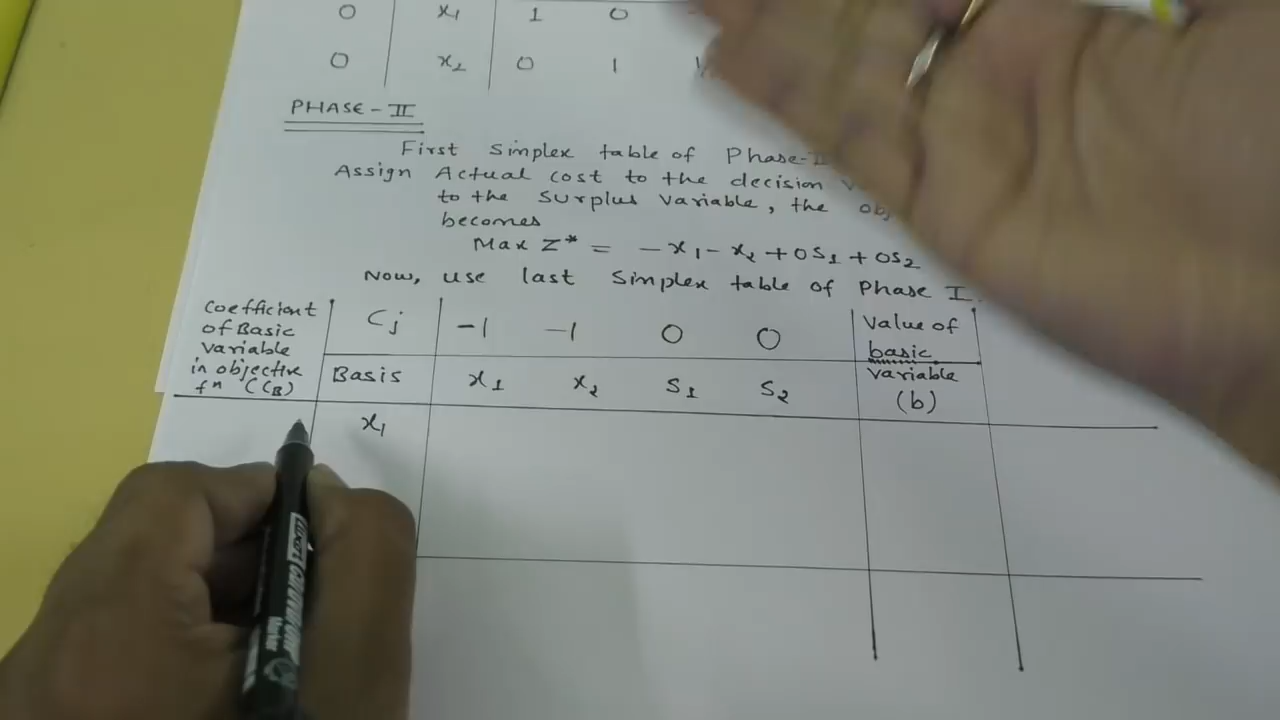 0 x₁ 1 0
0 x₂ 0 1
PHASE-II
First Simplex table of Phase-
Assign Actual cost to the decision
to the surplus variable, the
becomes
Max Z* = -x₁ - x₂ + 0S₁ + 0S₂
Now, use last Simplex table of Phase I.
Coefficient of Basic Variable in objective fⁿ (CB)
Cj -1 -1 0 0
Value of basic variable (b)
Basis x₁ x₂ S₁ S₂
x₁